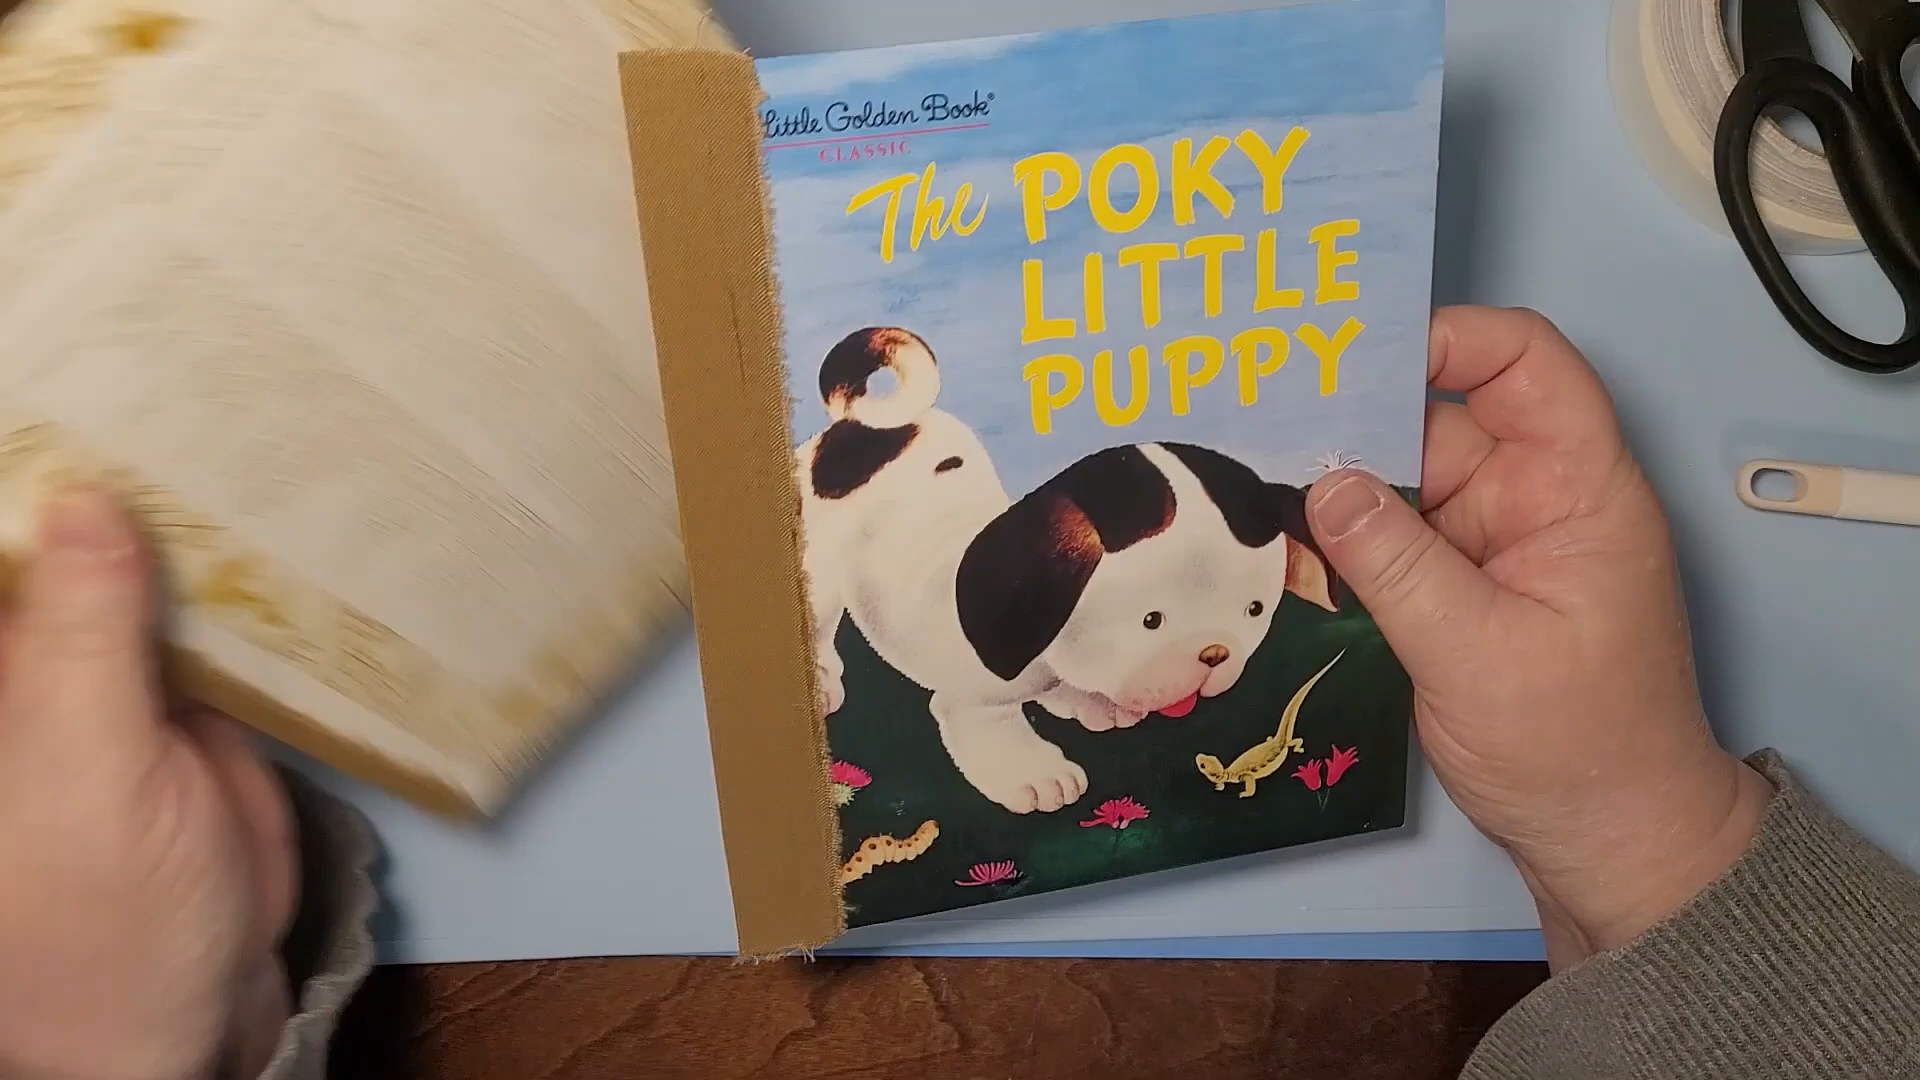 Little Golden Book®
CLASSIC
The POKY
LITTLE
PUPPY